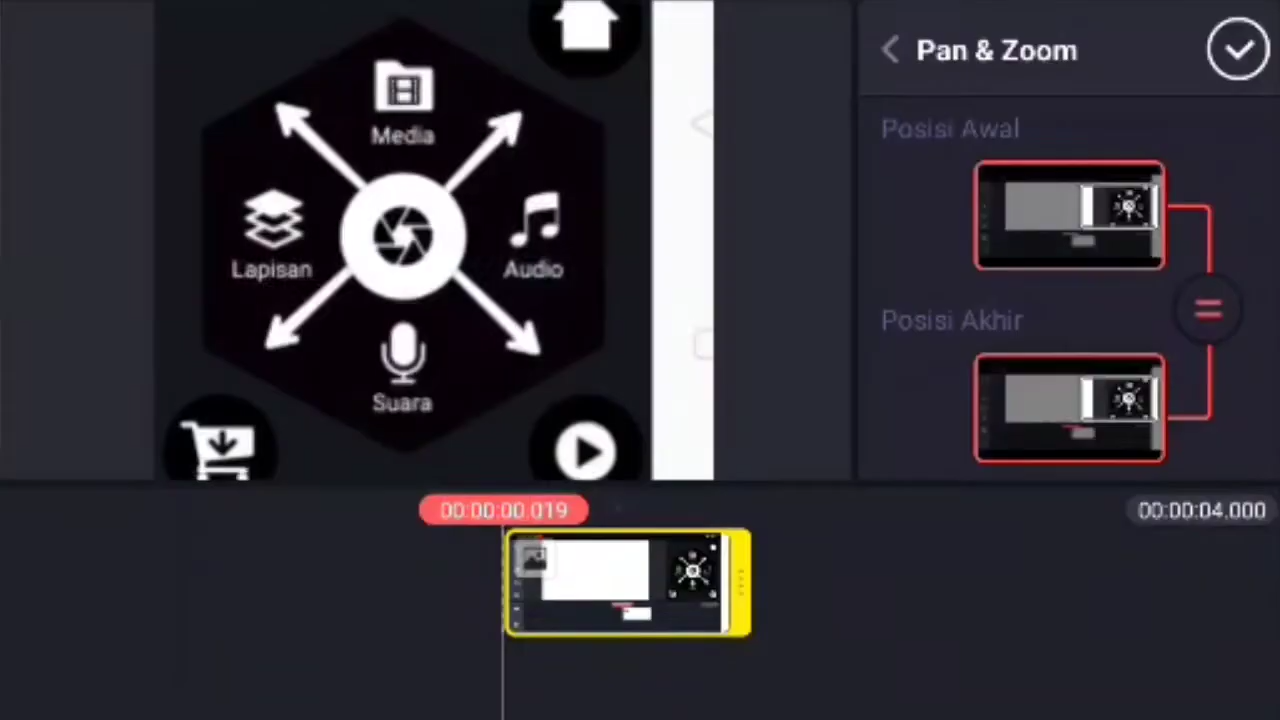 Media
Lapisan
Audio
Suara
Pan & Zoom
Posisi Awal
=
Posisi Akhir
00:00:00.019
00:00:04.000